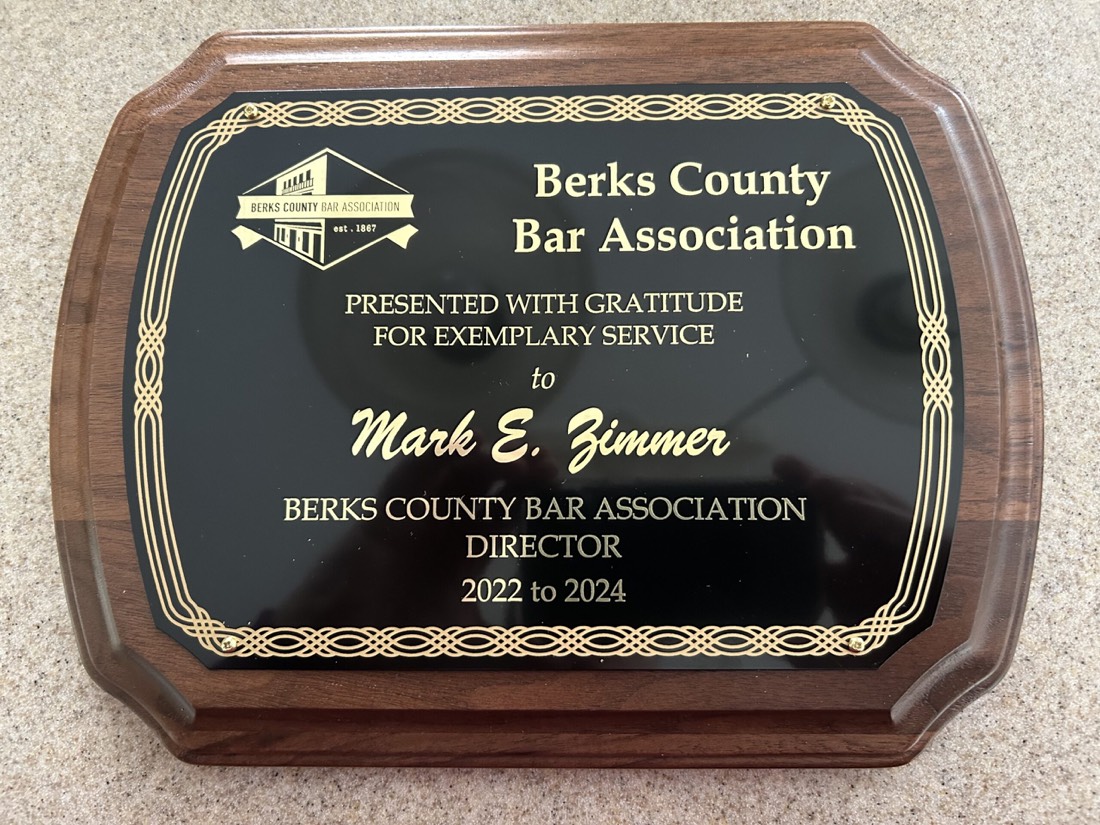 BERKS COUNTY BAR ASSOCIATION
est. 1867
Berks County
Bar Association
PRESENTED WITH GRATITUDE
FOR EXEMPLARY SERVICE
to
Mark E. Zimmer
BERKS COUNTY BAR ASSOCIATION
DIRECTOR
2022 to 2024